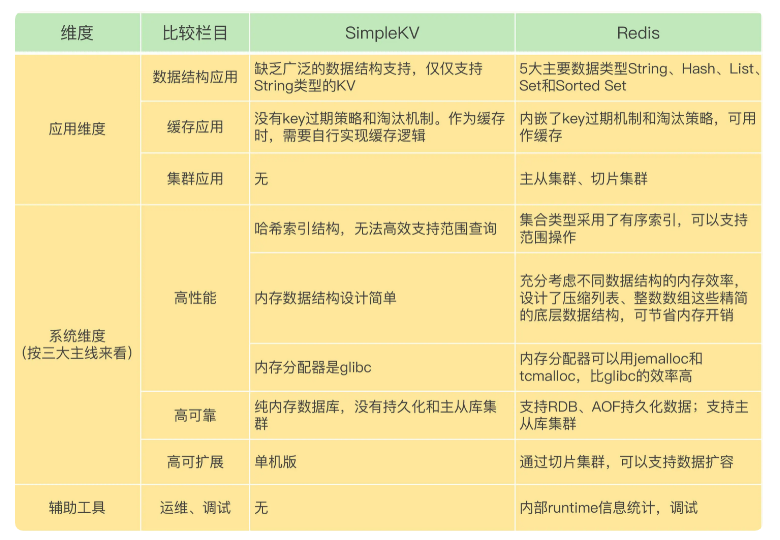 维度 比较栏目 SimpleKV Redis
应用维度
数据结构应用
缺乏广泛的数据结构支持，仅仅支持
String类型的KV
5大主要数据类型String、Hash、List、
Set和Sorted Set
缓存应用
没有key过期策略和淘汰机制。作为缓存
时，需要自行实现缓存逻辑
内嵌了key过期机制和淘汰策略，可用
作缓存
集群应用
无
主从集群、切片集群
系统维度
（按三大主线来看）
高性能
哈希索引结构，无法高效支持范围查询
集合类型采用了有序索引，可以支持
范围操作
内存数据结构设计简单
充分考虑不同数据结构的内存效率，
设计了压缩列表、整数数组这些精简
的底层数据结构，可节省内存开销
内存分配器是glibc
内存分配器可以用jemalloc和
tcmalloc，比glibc的效率高
高可靠
纯内存数据库，没有持久化和主从库集
群
支持RDB、AOF持久化数据；支持主
从库集群
高可扩展
单机版
通过切片集群，可以支持数据扩容
辅助工具
运维、调试
无
内部runtime信息统计，调试